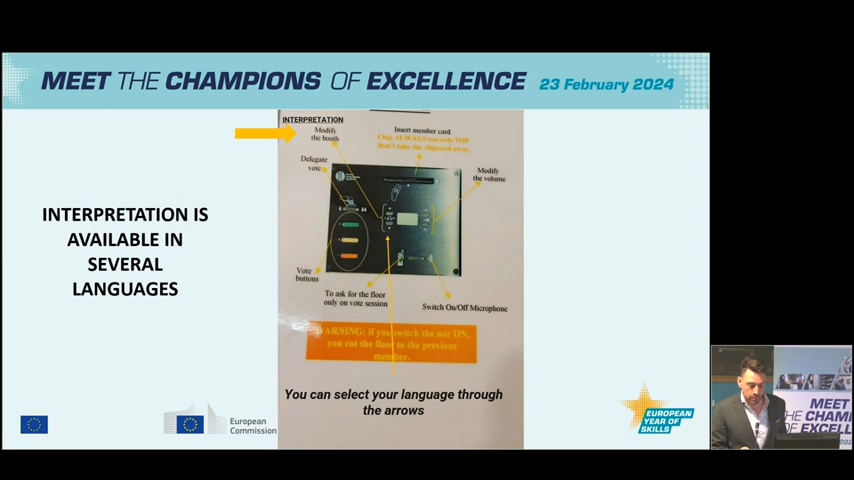 MEET THE CHAMPIONS OF EXCELLENCE 23 February 2024
INTERPRETATION
Modify
the booth
Insert member card.
Chip ALWAYS towards TOP
Don't take the chipcard away.
Delegate
vote
Modify
the volume
INTERPRETATION IS
AVAILABLE IN
SEVERAL
LANGUAGES
Vote
buttons
To ask for the floor
only on vote session
Switch On/Off Microphone
WARNING: if you switch the mic ON,
you cut the floor to the previous
member.
You can select your language through
the arrows
European
Commission
EUROPEAN
YEAR OF
SKILLS
MEET
THE CHAM
OF EXCELL